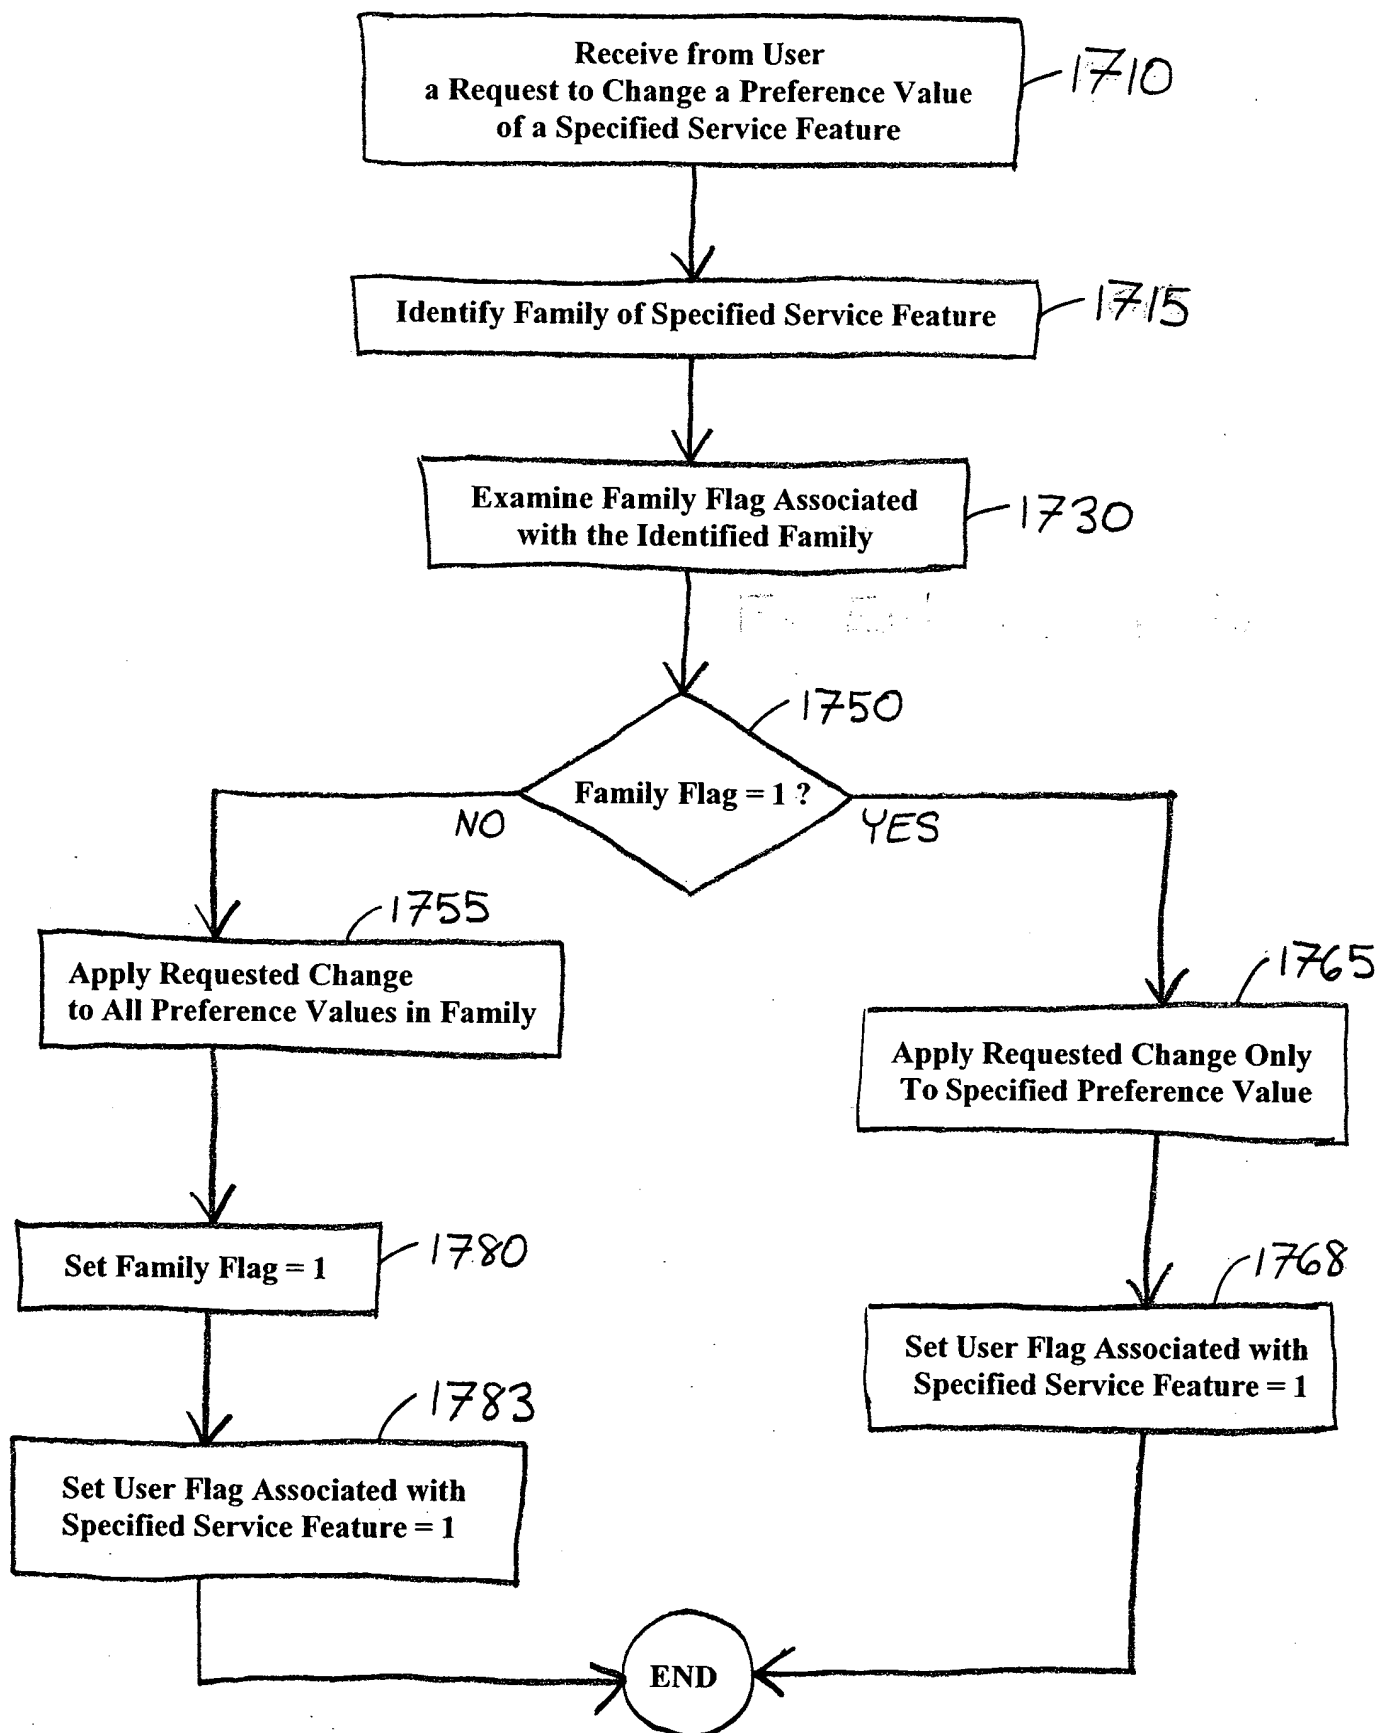 Receive from User
a Request to Change a Preference Value
of a Specified Service Feature
1710
Identify Family of Specified Service Feature
1715
Examine Family Flag Associated
with the Identified Family
1730
1750
Family Flag = 1 ?
NO
YES
1755
Apply Requested Change
to All Preference Values in Family
1765
Apply Requested Change Only
To Specified Preference Value
1780
Set Family Flag = 1
1768
Set User Flag Associated with
Specified Service Feature = 1
1783
Set User Flag Associated with
Specified Service Feature = 1
END